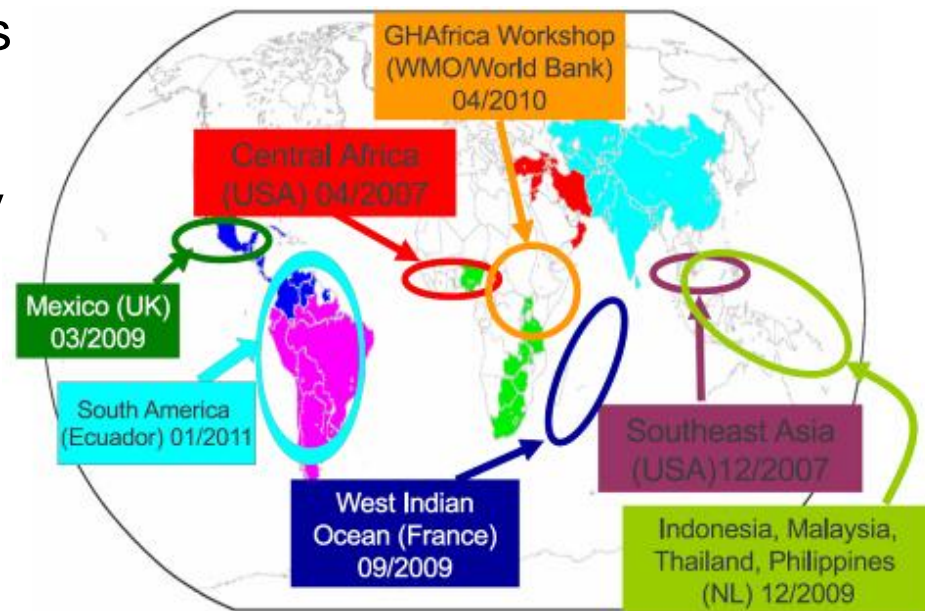 s
y
GHAfrica Workshop
(WMO/World Bank)
04/2010
Central Africa
(USA) 04/2007
Mexico (UK)
03/2009
South America
(Ecuador) 01/2011
West Indian
Ocean (France)
09/2009
Southeast Asia
(USA)12/2007
Indonesia, Malaysia,
Thailand, Philippines
(NL) 12/2009